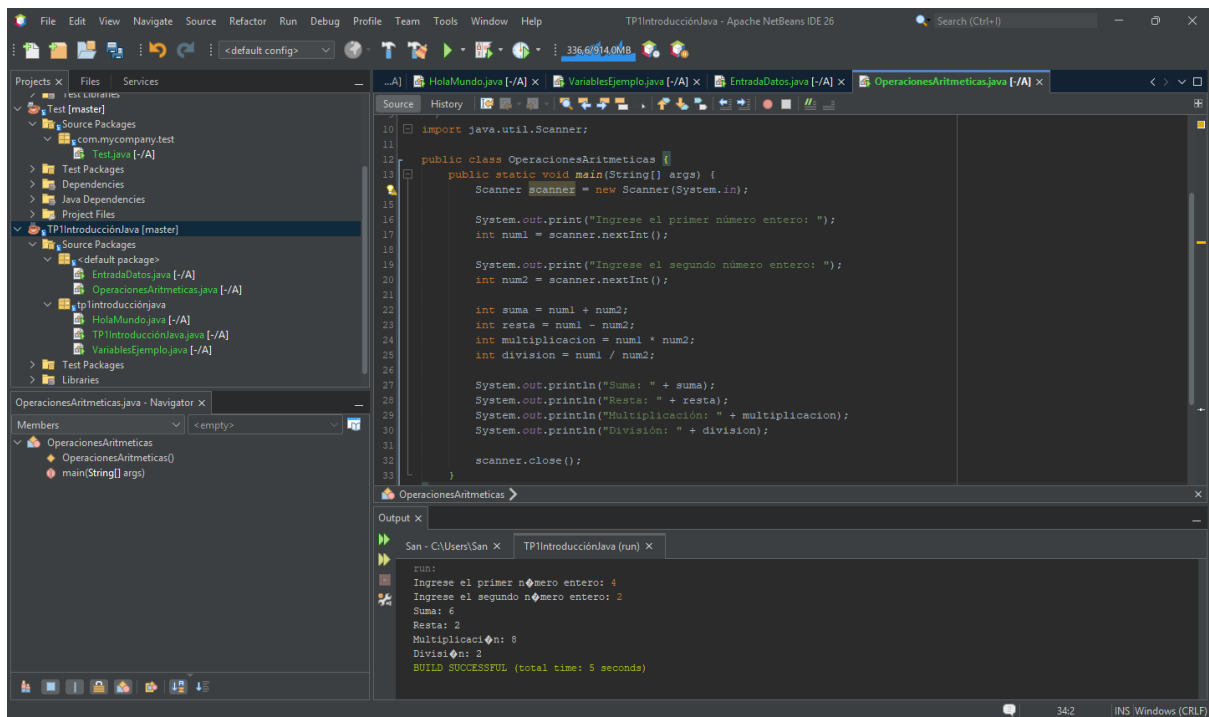 File Edit View Navigate Source Refactor Run Debug Profile Team Tools Window Help TP1IntroducciónJava - Apache NetBeans IDE 26 Search (Ctrl+I)
<default config> 336,6/914,0MB
Projects Files Services
Test Libraries
Test [master]
Source Packages
com.mycompany.test
Test.java [-/A]
Test Packages
Dependencies
Java Dependencies
Project Files
TP1IntroducciónJava [master]
Source Packages
<default package>
EntradaDatos.java [-/A]
OperacionesAritmeticas.java [-/A]
tp1introducciónjava
HolaMundo.java [-/A]
TP1IntroducciónJava.java [-/A]
VariablesEjemplo.java [-/A]
Test Packages
Libraries
OperacionesAritmeticas.java - Navigator
Members <empty>
OperacionesAritmeticas
OperacionesAritmeticas()
main(String[] args)
...A] HolaMundo.java [-/A] VariablesEjemplo.java [-/A] EntradaDatos.java [-/A] OperacionesAritmeticas.java [-/A]
Source History
10 import java.util.Scanner;
11
12 public class OperacionesAritmeticas {
13 public static void main(String[] args) {
Scanner scanner = new Scanner(System.in);
15
16 System.out.print("Ingrese el primer número entero: ");
17 int num1 = scanner.nextInt();
18
19 System.out.print("Ingrese el segundo número entero: ");
20 int num2 = scanner.nextInt();
21
22 int suma = num1 + num2;
23 int resta = num1 - num2;
24 int multiplicacion = num1 * num2;
25 int division = num1 / num2;
26
27 System.out.println("Suma: " + suma);
28 System.out.println("Resta: " + resta);
29 System.out.println("Multiplicación: " + multiplicacion);
30 System.out.println("División: " + division);
31
32 scanner.close();
33 }
OperacionesAritmeticas
Output
San - C:\Users\San TP1IntroducciónJava (run)
run:
Ingrese el primer n�mero entero: 4
Ingrese el segundo n�mero entero: 2
Suma: 6
Resta: 2
Multiplicaci�n: 8
Divisi�n: 2
BUILD SUCCESSFUL (total time: 5 seconds)
34:2 INS Windows (CRLF)